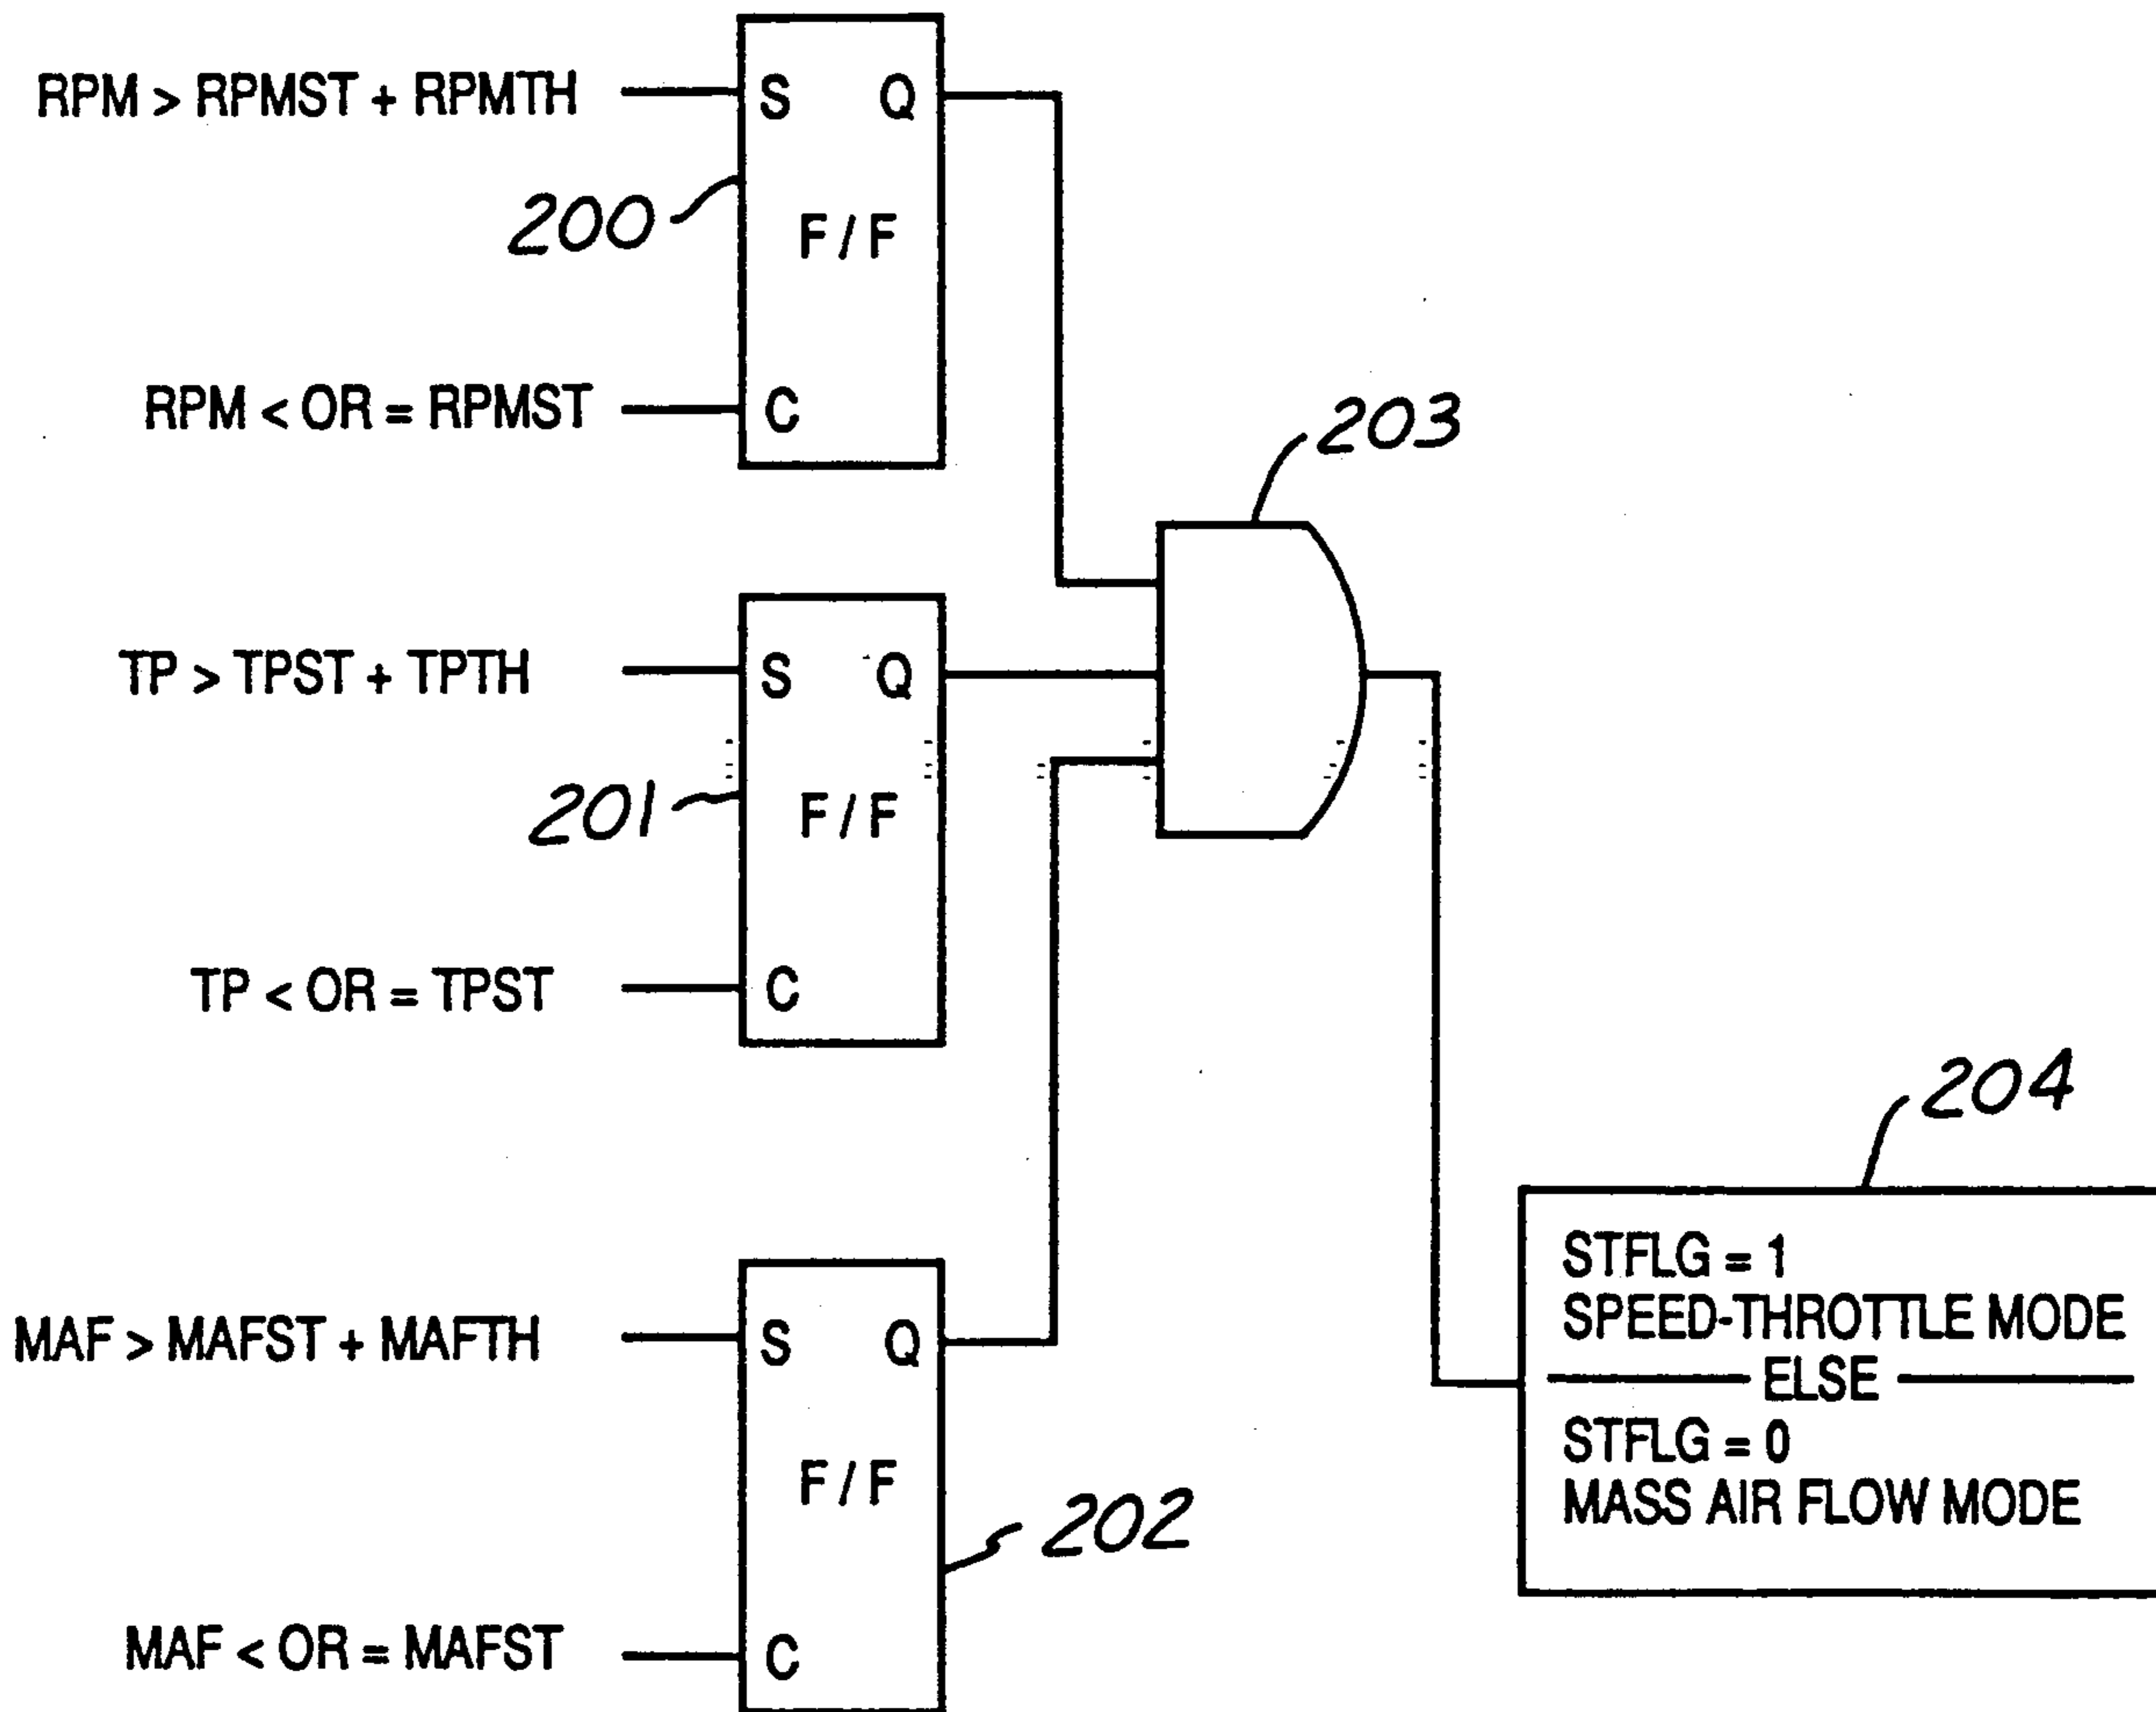 RPM > RPMST + RPMTH
S
Q
200
F/F
RPM < OR = RPMST
C
203
TP > TPST + TPTH
S
Q
201
F/F
TP < OR = TPST
C
204
STFLG = 1
SPEED-THROTTLE MODE
ELSE
STFLG = 0
MASS AIR FLOW MODE
MAF > MAFST + MAFTH
S
Q
F/F
202
MAF < OR = MAFST
C